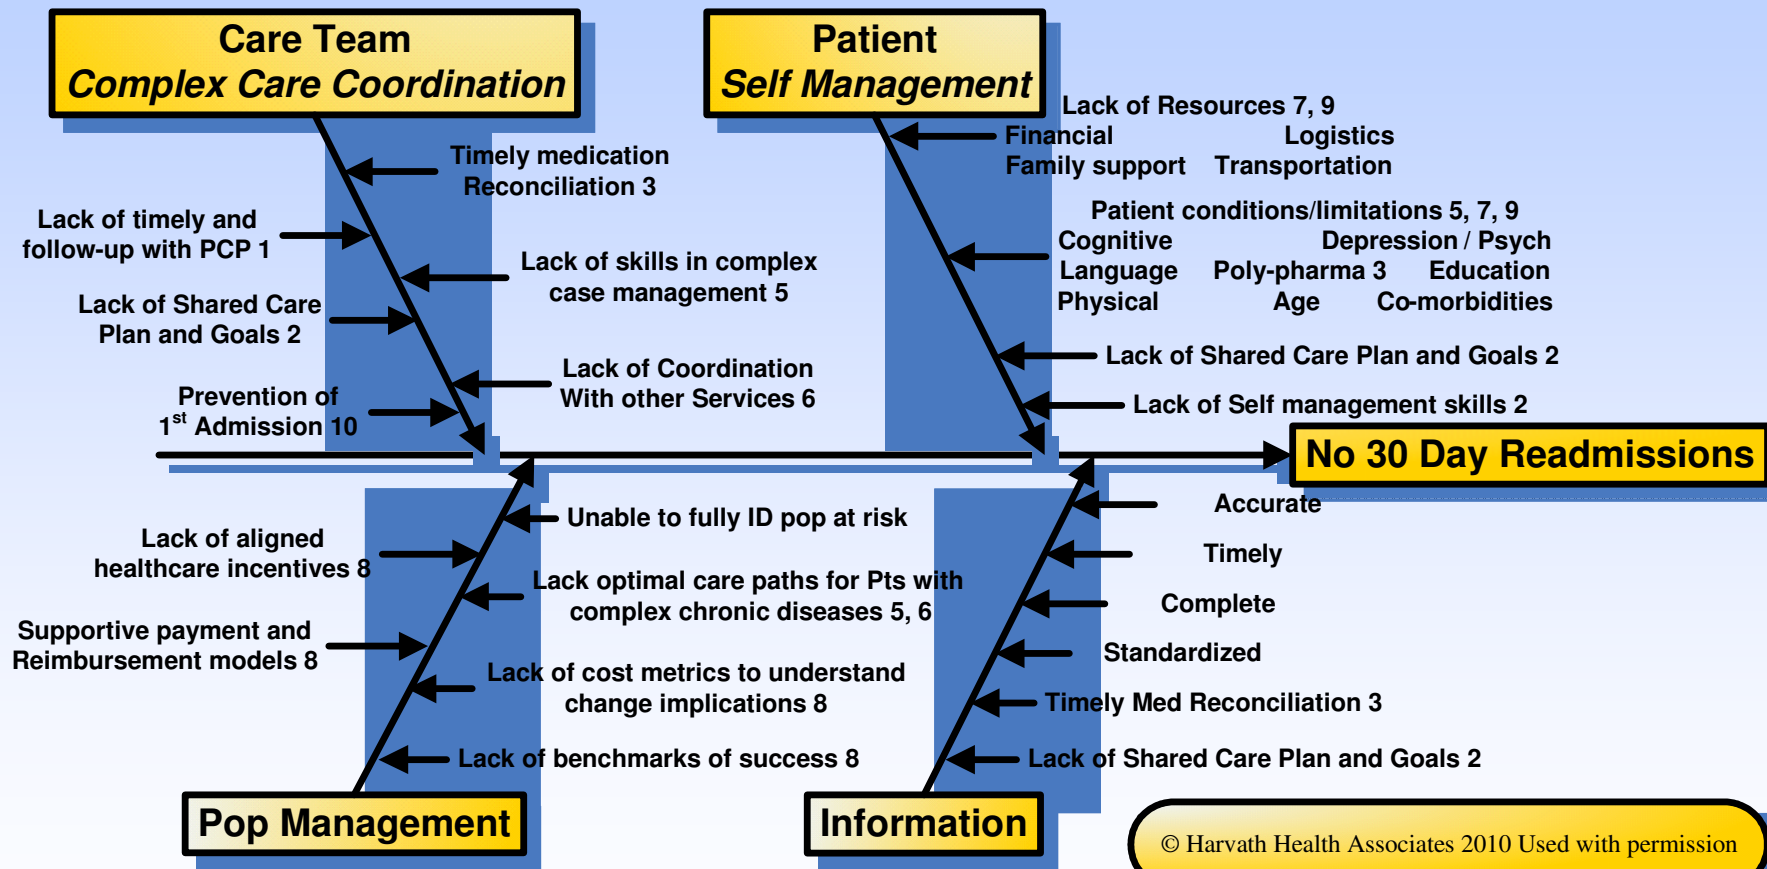 Care Team
Complex Care Coordination
Patient
Self Management
Timely medication
Reconciliation 3
Lack of timely and
follow-up with PCP 1
Lack of skills in complex
case management 5
Lack of Shared Care
Plan and Goals 2
Lack of Coordination
With other Services 6
Prevention of
1st Admission 10
Lack of Resources 7, 9
Financial Logistics
Family support Transportation
Patient conditions/limitations 5, 7, 9
Cognitive Depression / Psych
Language Poly-pharma 3 Education
Physical Age Co-morbidities
Lack of Shared Care Plan and Goals 2
Lack of Self management skills 2
No 30 Day Readmissions
Unable to fully ID pop at risk
Lack of aligned
healthcare incentives 8
Lack optimal care paths for Pts with
complex chronic diseases 5, 6
Supportive payment and
Reimbursement models 8
Lack of cost metrics to understand
change implications 8
Lack of benchmarks of success 8
Pop Management
Accurate
Timely
Complete
Standardized
Timely Med Reconciliation 3
Lack of Shared Care Plan and Goals 2
Information
© Harvath Health Associates 2010 Used with permission